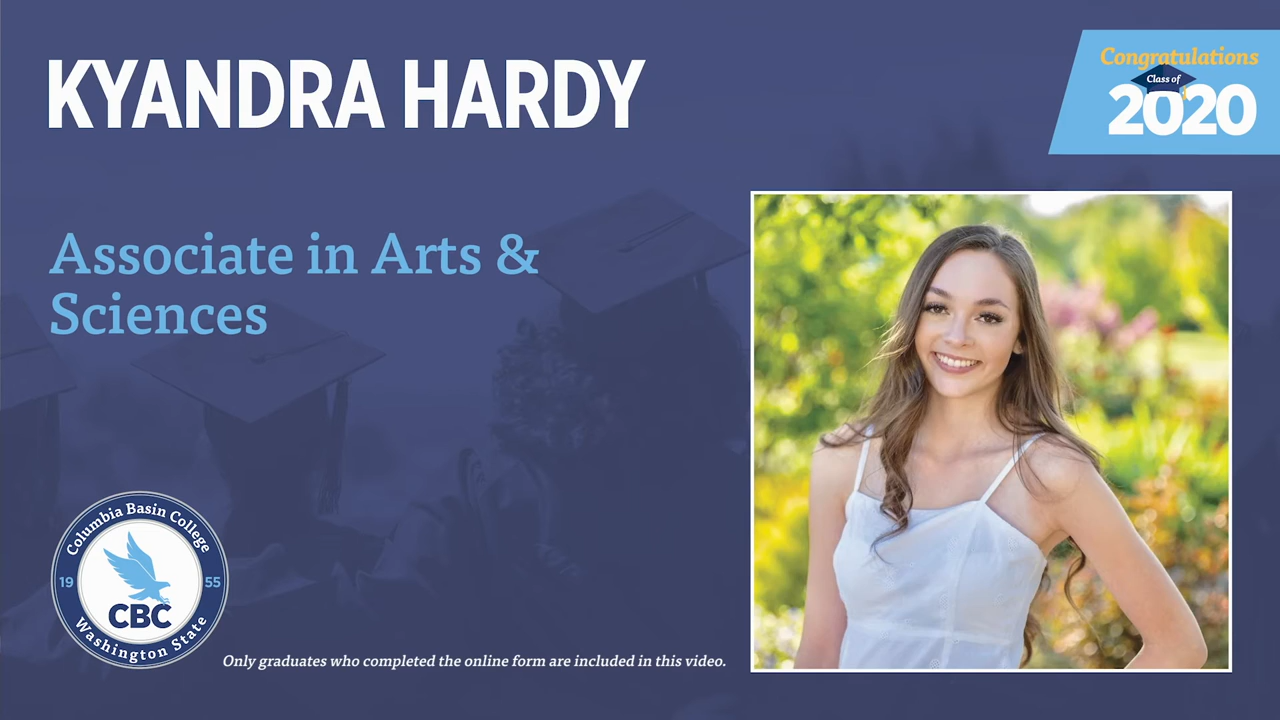 KYANDRA HARDY
Congratulations
Class of
2020
Associate in Arts &
Sciences
Columbia Basin College
19 55
CBC
Washington State
Only graduates who completed the online form are included in this video.